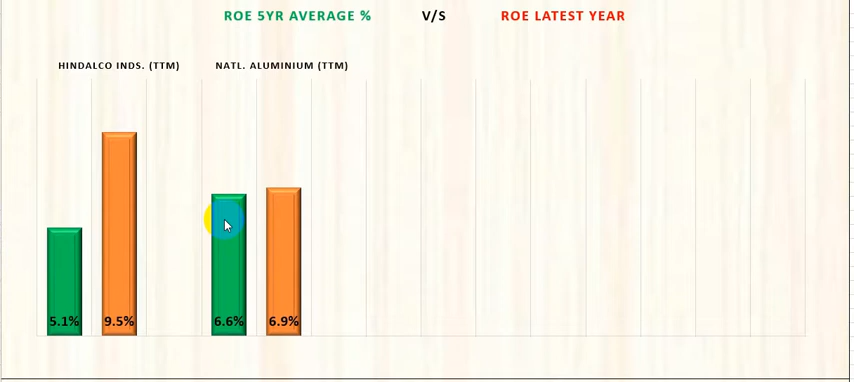 ROE 5YR AVERAGE % V/S ROE LATEST YEAR
HINDALCO INDS. (TTM) NATL. ALUMINIUM (TTM)
5.1% 9.5% 6.6% 6.9%